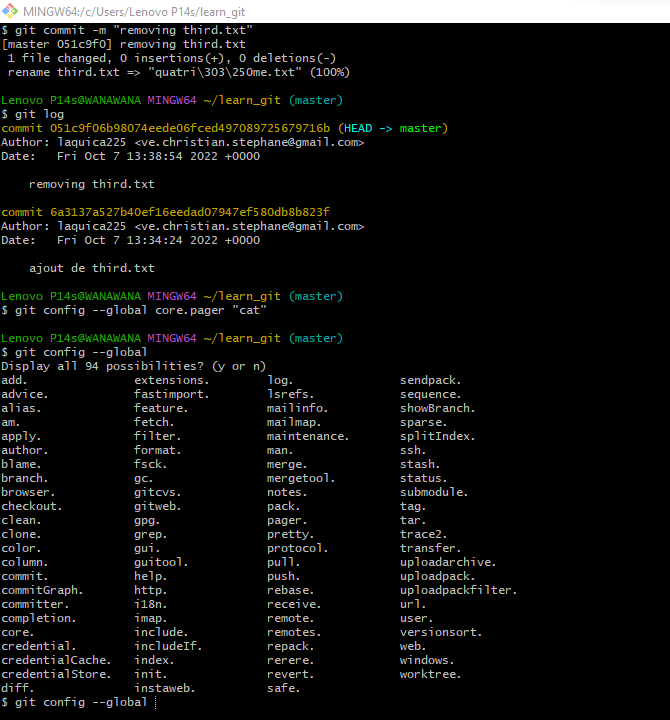 MINGW64:/c/Users/Lenovo P14s/learn_git
$ git commit -m "removing third.txt"
[master 051c9f0] removing third.txt
 1 file changed, 0 insertions(+), 0 deletions(-)
 rename third.txt => "quatri\303\250me.txt" (100%)
Lenovo P14s@WANAWANA MINGW64 ~/learn_git (master)
$ git log
commit 051c9f06b98074eede06fced497089725679716b (HEAD -> master)
Author: laquica225 <ve.christian.stephane@gmail.com>
Date:   Fri Oct 7 13:38:54 2022 +0000
    removing third.txt
commit 6a3137a527b40ef16eedad07947ef580db8b823f
Author: laquica225 <ve.christian.stephane@gmail.com>
Date:   Fri Oct 7 13:34:24 2022 +0000
    ajout de third.txt
Lenovo P14s@WANAWANA MINGW64 ~/learn_git (master)
$ git config --global core.pager "cat"
Lenovo P14s@WANAWANA MINGW64 ~/learn_git (master)
$ git config --global
Display all 94 possibilities? (y or n)
add.               extensions.        log.               sendpack.
advice.            fastimport.        lsrefs.            sequence.
alias.             feature.           mailinfo.          showBranch.
am.                fetch.             mailmap.           sparse.
apply.             filter.            maintenance.       splitIndex.
author.            format.            man.               ssh.
blame.             fsck.              merge.             stash.
branch.            gc.                mergetool.         status.
browser.           gitcvs.            notes.             submodule.
checkout.          gitweb.            pack.              tag.
clean.             gpg.               pager.             tar.
clone.             grep.              pretty.            trace2.
color.             gui.               protocol.          transfer.
column.            guitool.           pull.              uploadarchive.
commit.            help.              push.              uploadpack.
commitGraph.       http.              rebase.            uploadpackfilter.
committer.         i18n.              receive.           url.
completion.        imap.              remote.            user.
core.              include.           remotes.           versionsort.
credential.        includeIf.         repack.            web.
credentialCache.   index.             rerere.            windows.
credentialStore.   init.              revert.            worktree.
diff.              instaweb.          safe.
$ git config --global